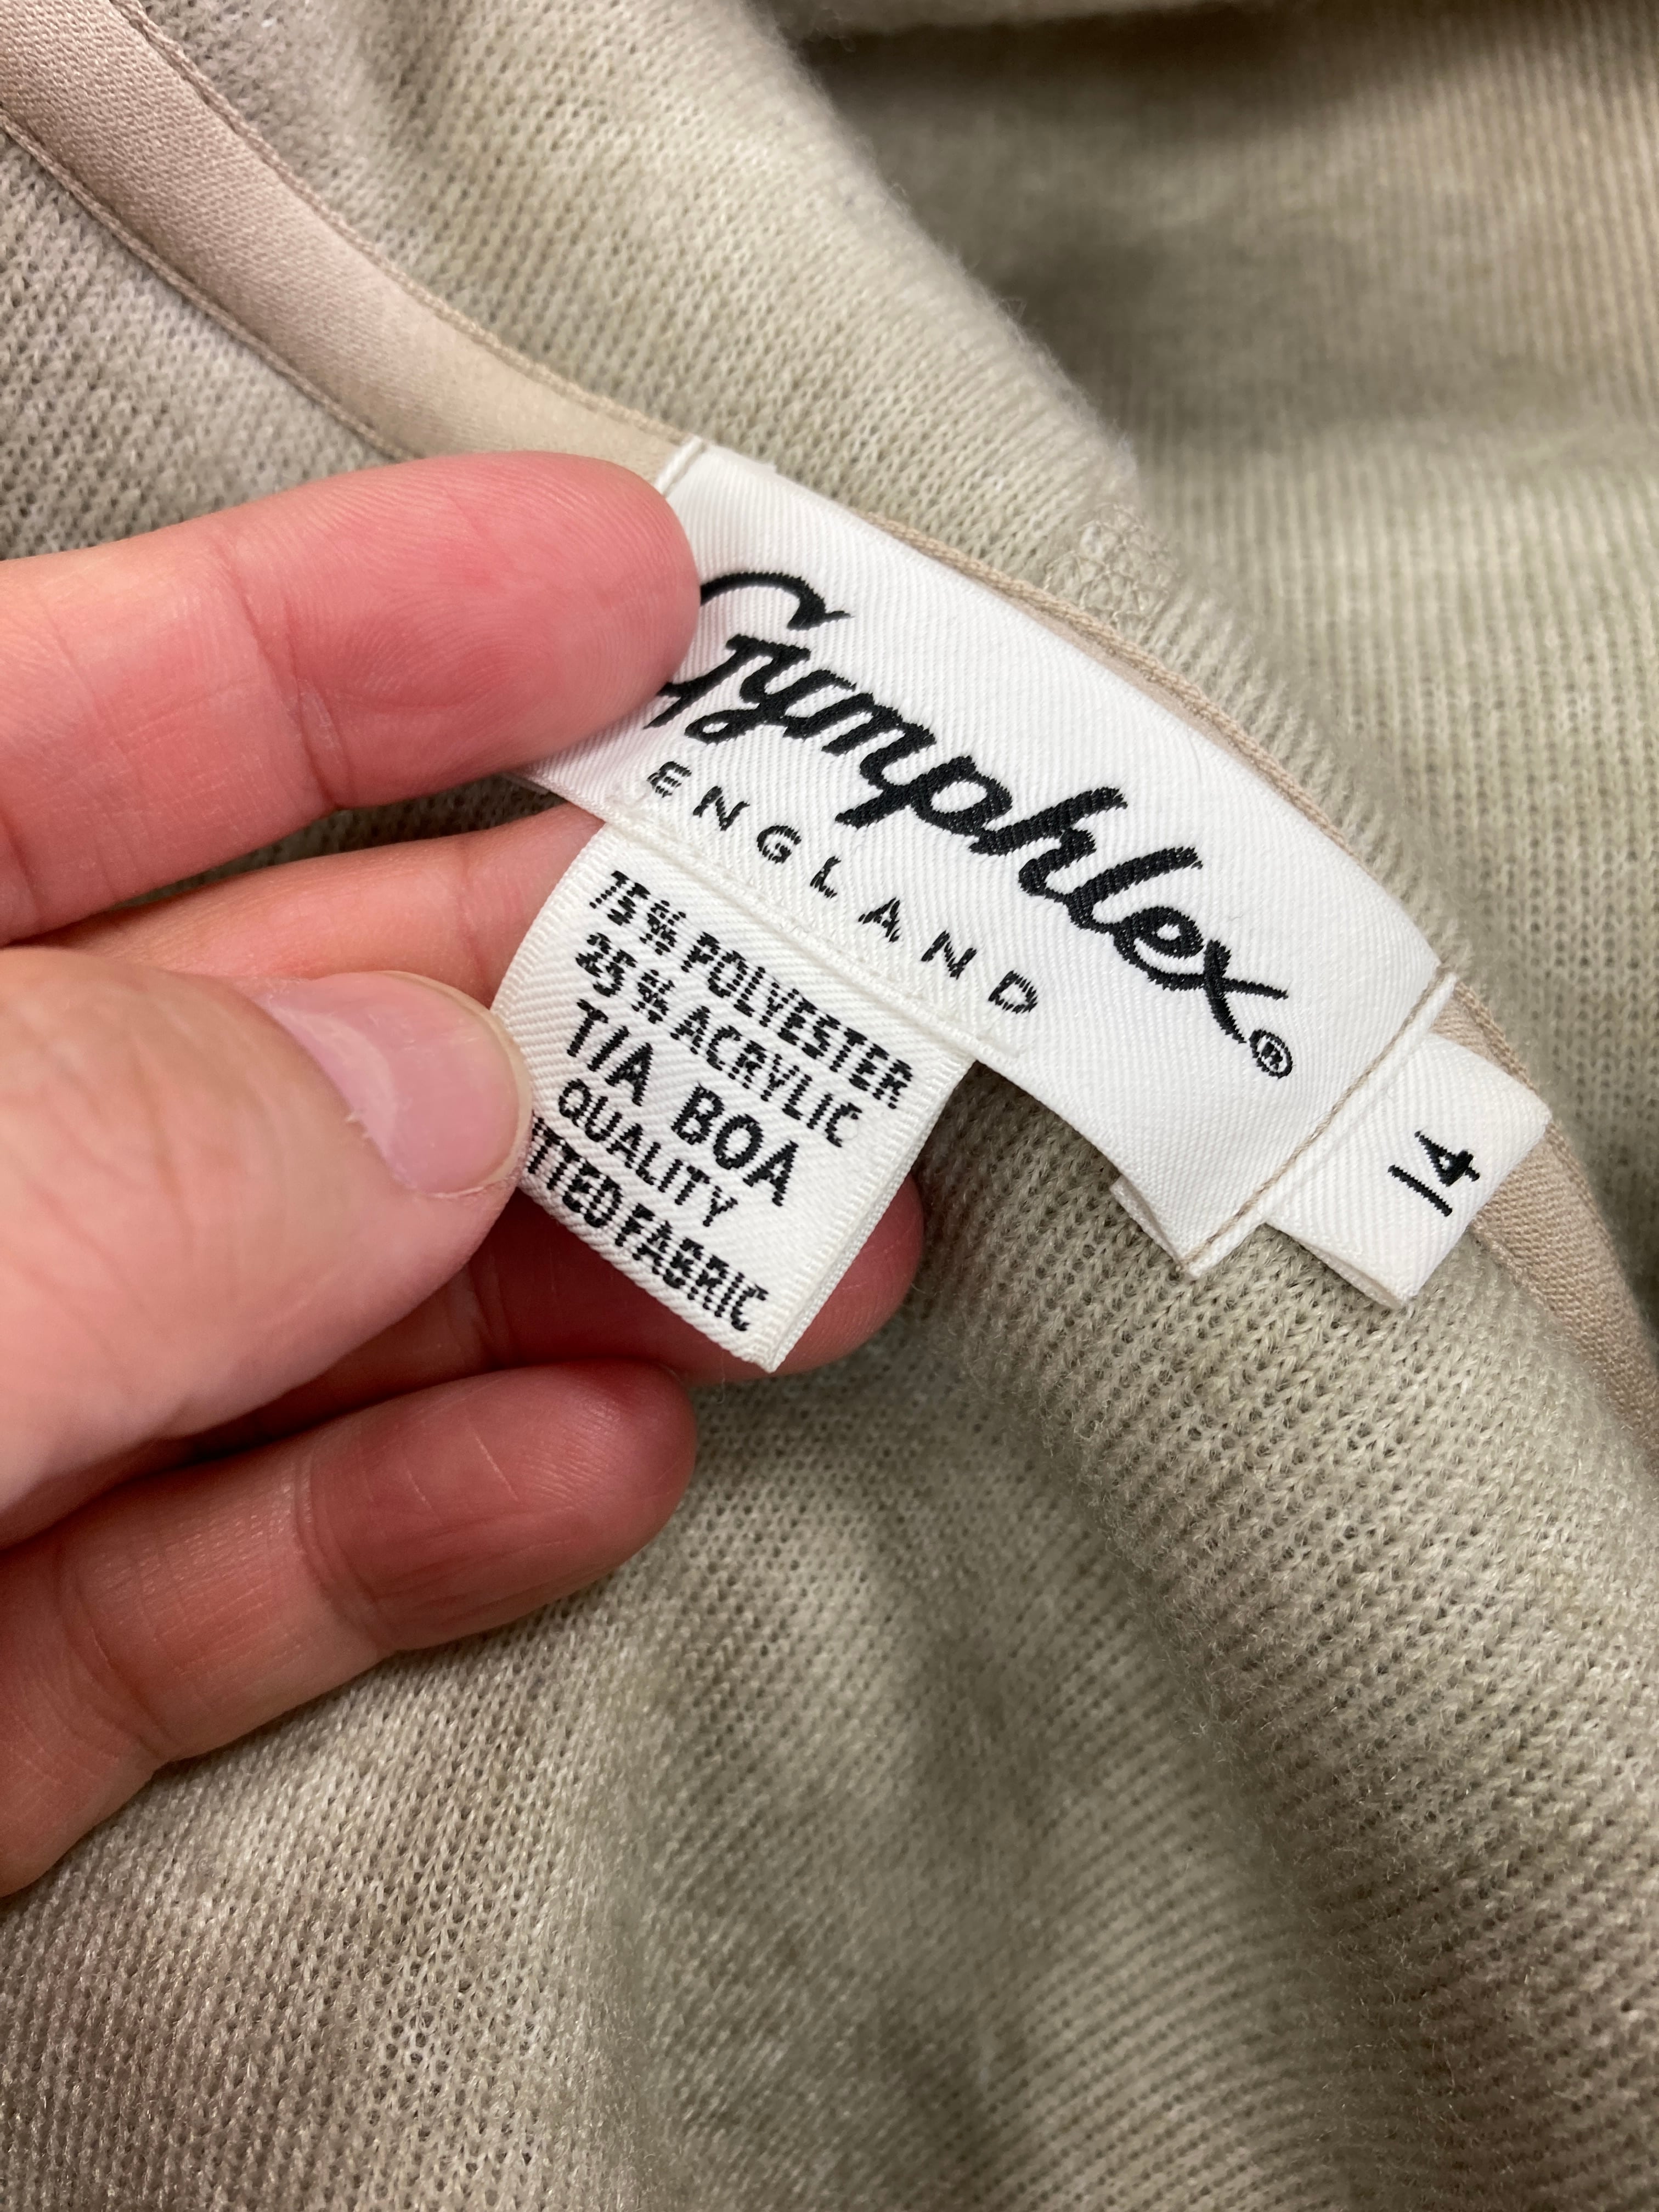 Gymphlex®
ENGLAND
14
75% POLYESTER
25% ACRYLIC
TIA BOA
QUALITY
ITTED FABRIC